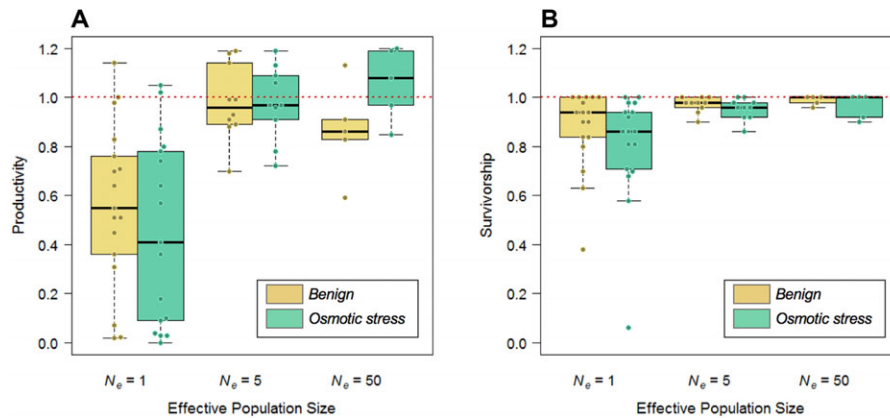 A
Productivity
1.2
1.0
0.8
0.6
0.4
0.2
0.0
Benign
Osmotic stress
Ne = 1
Ne = 5
Ne = 50
Effective Population Size
B
Survivorship
1.2
1.0
0.8
0.6
0.4
0.2
0.0
Benign
Osmotic stress
Ne = 1
Ne = 5
Ne = 50
Effective Population Size